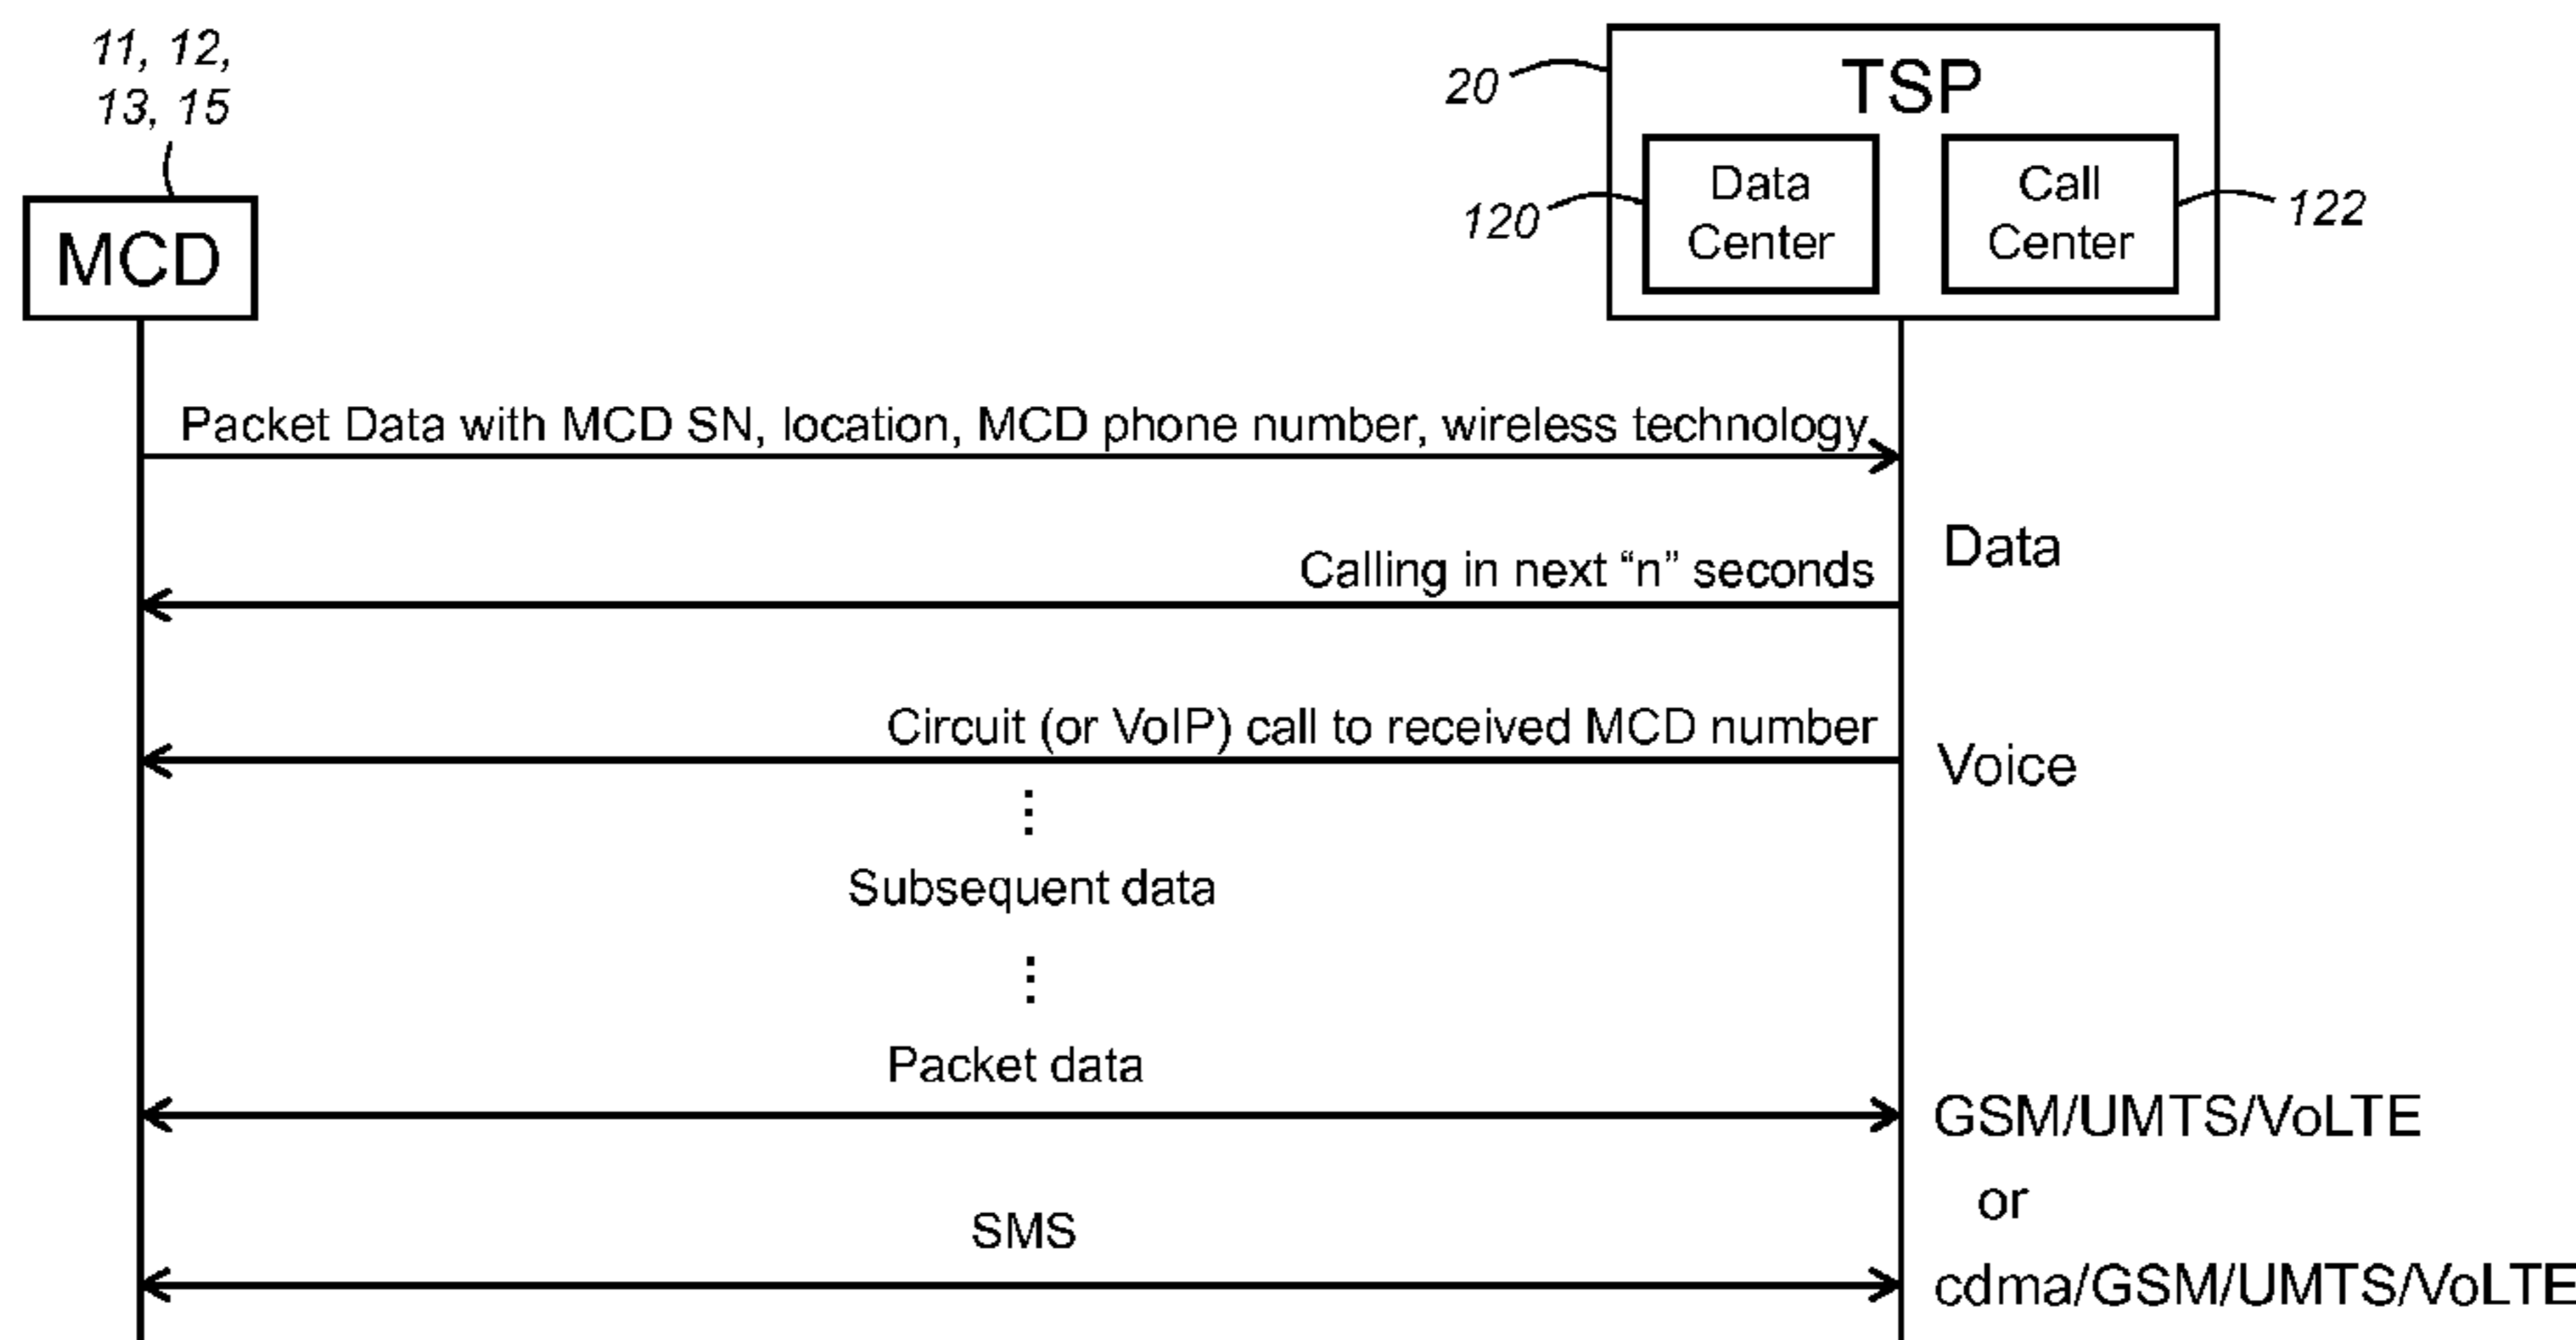 11, 12,
13, 15
MCD
20
TSP
120
Data
Center
Call
Center
122
Packet Data with MCD SN, location, MCD phone number, wireless technology
Data
Calling in next “n” seconds
Circuit (or VoIP) call to received MCD number
Voice
Subsequent data
Packet data
GSM/UMTS/VoLTE
or
SMS
cdma/GSM/UMTS/VoLTE